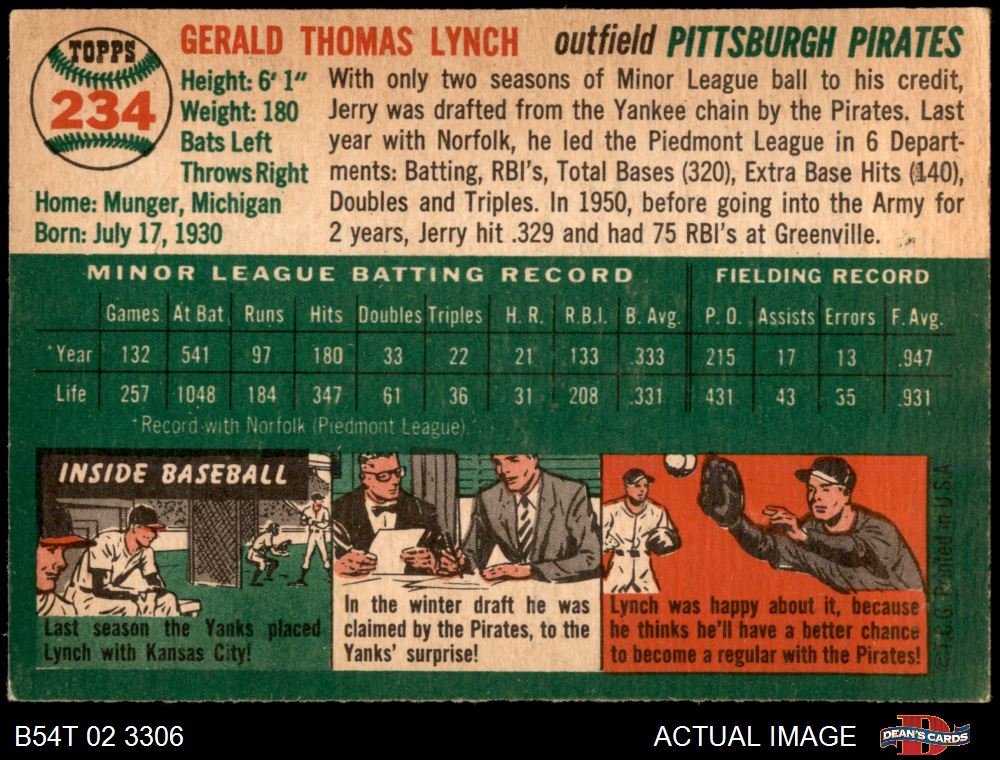 TOPPS
234
GERALD THOMAS LYNCH outfield PITTSBURGH PIRATES
Height: 6' 1"
Weight: 180
Bats Left
Throws Right
Home: Munger, Michigan
Born: July 17, 1930
With only two seasons of Minor League ball to his credit,
Jerry was drafted from the Yankee chain by the Pirates. Last
year with Norfolk, he led the Piedmont League in 6 Depart-
ments: Batting, RBI's, Total Bases (320), Extra Base Hits (140),
Doubles and Triples. In 1950, before going into the Army for
2 years, Jerry hit .329 and had 75 RBI's at Greenville.
MINOR LEAGUE BATTING RECORD FIELDING RECORD
Games At Bat Runs Hits Doubles Triples H. R. R.B.I. B. Avg. P. O. Assists Errors F. Avg.
*Year 132 541 97 180 33 22 21 133 .333 215 17 13 .947
Life 257 1048 184 347 61 36 31 208 .331 431 43 35 .931
*Record with Norfolk (Piedmont League).
INSIDE BASEBALL
Last season the Yanks placed
Lynch with Kansas City!
In the winter draft he was
claimed by the Pirates, to the
Yanks' surprise!
Lynch was happy about it, because
he thinks he'll have a better chance
to become a regular with the Pirates!
© T.C.G. Printed in U.S.A.
B54T 02 3306
ACTUAL IMAGE
D
DEAN'S CARDS